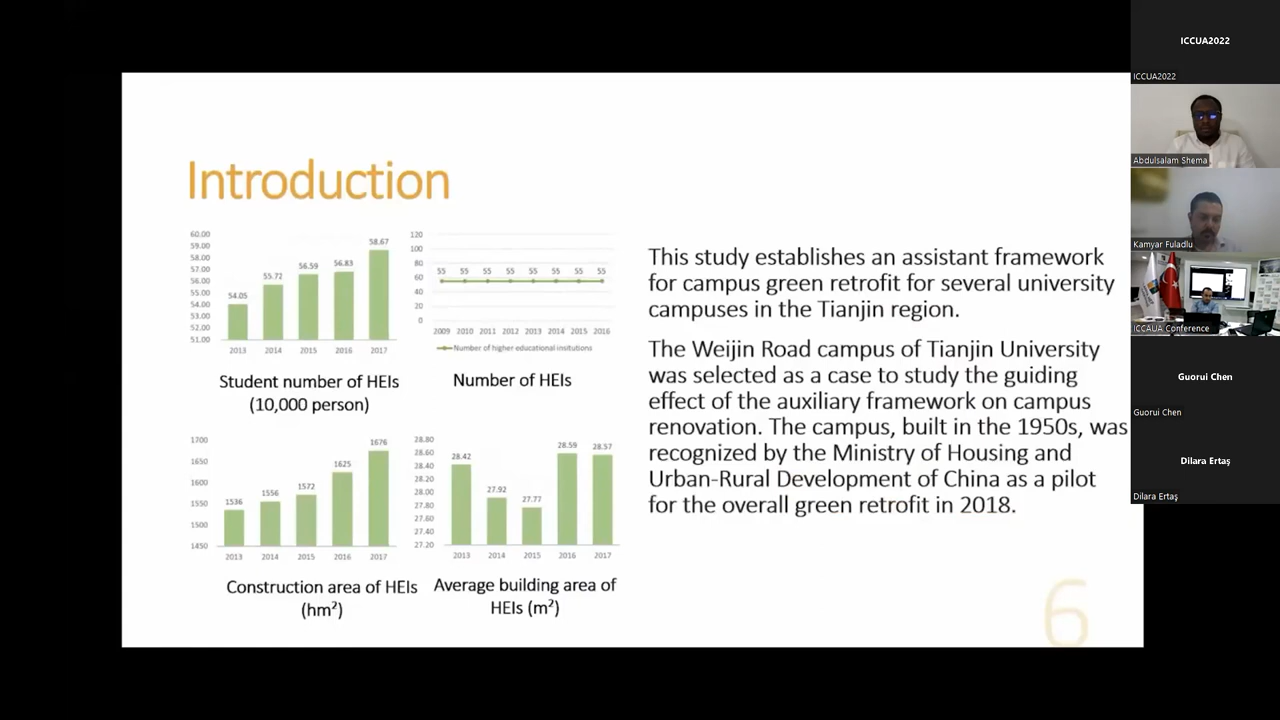 Introduction
60.00
59.00
58.00
57.00
56.00
55.00
54.00
53.00
52.00
51.00
54.05
55.72
56.59
56.83
58.67
2013 2014 2015 2016 2017
Student number of HEIs
(10,000 person)
120
100
80
60
40
20
0
55 55 55 55 55 55 55 55
2009 2010 2011 2012 2013 2014 2015 2016
Number of higher educational insitutions
Number of HEIs
1700
1650
1600
1550
1500
1450
1536
1556
1572
1625
1676
2013 2014 2015 2016 2017
Construction area of HEIs
(hm²)
28.80
28.60
28.40
28.20
28.00
27.80
27.60
27.40
27.20
28.42
27.92
27.77
28.59
28.57
2013 2014 2015 2016 2017
Average building area of
HEIs (m²)
This study establishes an assistant framework
for campus green retrofit for several university
campuses in the Tianjin region.
The Weijin Road campus of Tianjin University
was selected as a case to study the guiding
effect of the auxiliary framework on campus
renovation. The campus, built in the 1950s, was
recognized by the Ministry of Housing and
Urban-Rural Development of China as a pilot
for the overall green retrofit in 2018.
6
ICCUA2022
ICCUA2022
Abdulsalam Shema
Kamyar Fuladlu
ICCAUA Conference
Guorui Chen
Guorui Chen
Dilara Ertaş
Dilara Ertaş